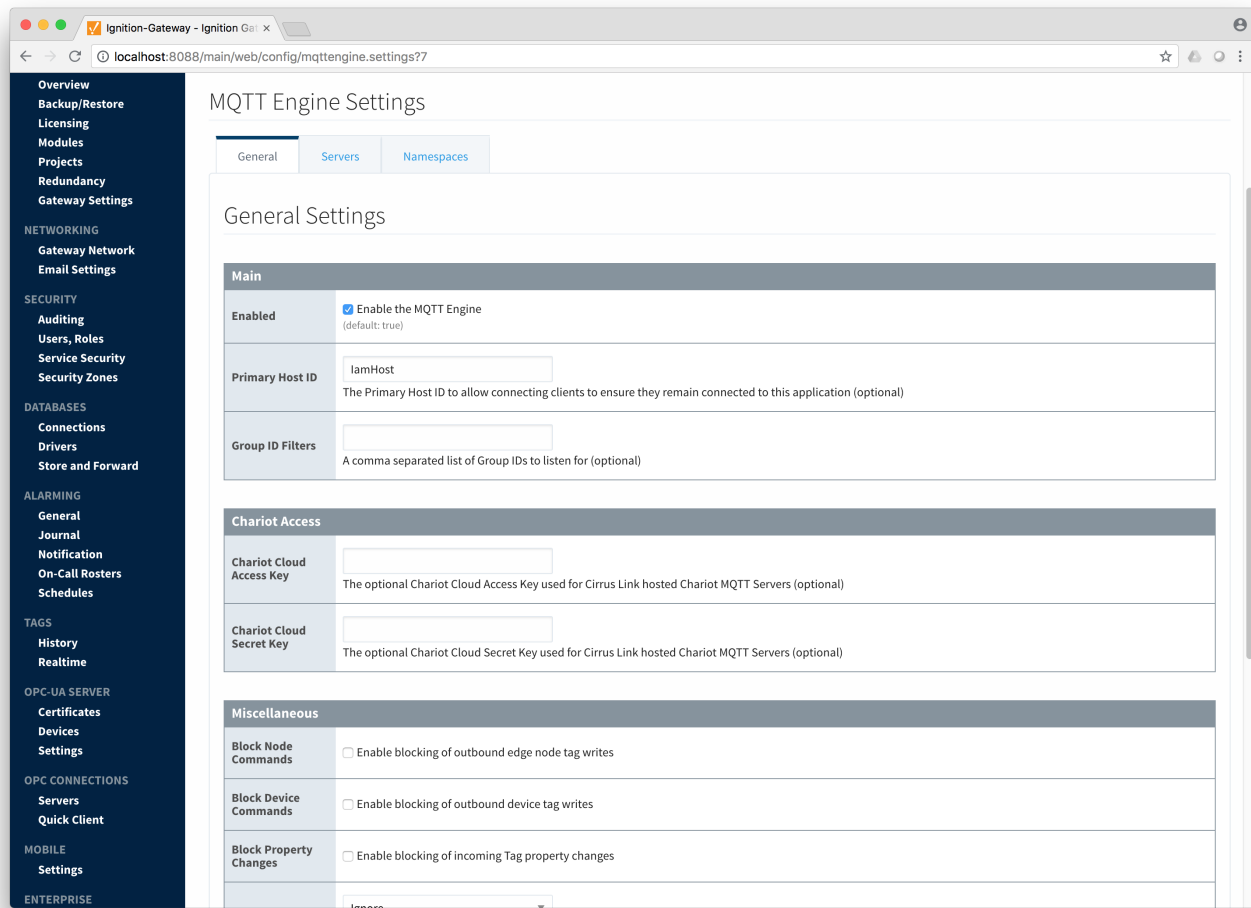 Ignition-Gateway - Ignition Ga
localhost:8088/main/web/config/mqttengine.settings?7
Overview
Backup/Restore
Licensing
Modules
Projects
Redundancy
Gateway Settings
NETWORKING
Gateway Network
Email Settings
SECURITY
Auditing
Users, Roles
Service Security
Security Zones
DATABASES
Connections
Drivers
Store and Forward
ALARMING
General
Journal
Notification
On-Call Rosters
Schedules
TAGS
History
Realtime
OPC-UA SERVER
Certificates
Devices
Settings
OPC CONNECTIONS
Servers
Quick Client
MOBILE
Settings
ENTERPRISE
MQTT Engine Settings
General Servers Namespaces
General Settings
Main
Enabled
Enable the MQTT Engine
(default: true)
Primary Host ID
IamHost
The Primary Host ID to allow connecting clients to ensure they remain connected to this application (optional)
Group ID Filters
A comma separated list of Group IDs to listen for (optional)
Chariot Access
Chariot Cloud
Access Key
The optional Chariot Cloud Access Key used for Cirrus Link hosted Chariot MQTT Servers (optional)
Chariot Cloud
Secret Key
The optional Chariot Cloud Secret Key used for Cirrus Link hosted Chariot MQTT Servers (optional)
Miscellaneous
Block Node
Commands
Enable blocking of outbound edge node tag writes
Block Device
Commands
Enable blocking of outbound device tag writes
Block Property
Changes
Enable blocking of incoming Tag property changes
Ignore